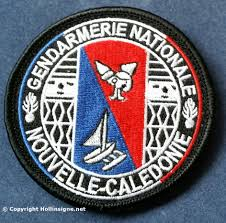 GENDARMERIE NATIONALE
NOUVELLE-CALEDONIE
© Copyright Hollinsigne.net